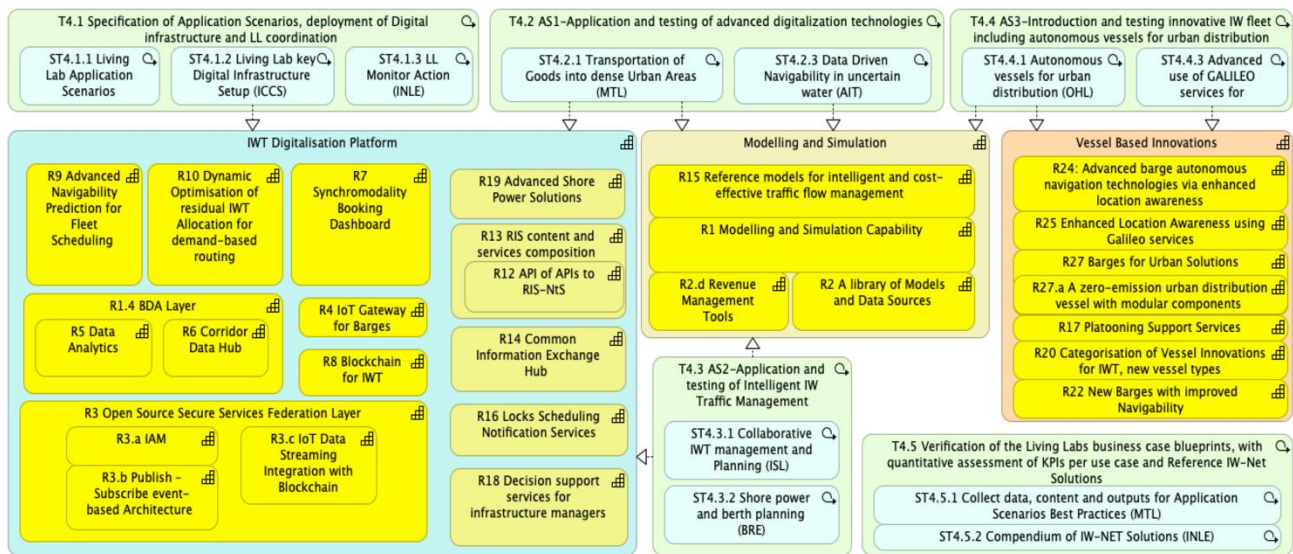 T4.1 Specification of Application Scenarios, deployment of Digital
infrastructure and LL coordination
ST4.1.1 Living
Lab Application
Scenarios
ST4.1.2 Living Lab key
Digital Infrastructure
Setup (ICCS)
ST4.1.3 LL
Monitor Action
(INLE)
T4.2 AS1-Application and testing of advanced digitalization technologies
ST4.2.1 Transportation of
Goods into dense Urban Areas
(MTL)
ST4.2.3 Data Driven
Navigability in uncertain
water (AIT)
T4.4 AS3-Introduction and testing innovative IW fleet
including autonomous vessels for urban distribution
ST4.4.1 Autonomous
vessels for urban
distribution (OHL)
ST4.4.3 Advanced
use of GALILEO
services for
IWT Digitalisation Platform
R9 Advanced
Navigability
Prediction for
Fleet
Scheduling
R10 Dynamic
Optimisation of
residual IWT
Allocation for
demand-based
routing
R7
Synchromodality
Booking
Dashboard
R1.4 BDA Layer
R5 Data
Analytics
R6 Corridor
Data Hub
R4 IoT Gateway
for Barges
R8 Blockchain
for IWT
R3 Open Source Secure Services Federation Layer
R3.a IAM
R3.b Publish -
Subscribe event-
based Architecture
R3.c IoT Data
Streaming
Integration with
Blockchain
R19 Advanced Shore
Power Solutions
R13 RIS content and
services composition
R12 API of APIs to
RIS-NtS
R14 Common
Information Exchange
Hub
R16 Locks Scheduling
Notification Services
R18 Decision support
services for
infrastructure managers
Modelling and Simulation
R15 Reference models for intelligent and cost-
effective traffic flow management
R1 Modelling and Simulation Capability
R2.d Revenue
Management
Tools
R2 A library of Models
and Data Sources
T4.3 AS2-Application and
testing of Intelligent IW
Traffic Management
ST4.3.1 Collaborative
IWT management and
Planning (ISL)
ST4.3.2 Shore power
and berth planning
(BRE)
Vessel Based Innovations
R24: Advanced barge autonomous
navigation technologies via enhanced
location awareness
R25 Enhanced Location Awareness using
Galileo services
R27 Barges for Urban Solutions
R27.a A zero-emission urban distribution
vessel with modular components
R17 Platooning Support Services
R20 Categorisation of Vessel Innovations
for IWT, new vessel types
R22 New Barges with improved
Navigability
T4.5 Verification of the Living Labs business case blueprints, with
quantitative assessment of KPIs per use case and Reference IW-Net
Solutions
ST4.5.1 Collect data, content and outputs for Application
Scenarios Best Practices (MTL)
ST4.5.2 Compendium of IW-NET Solutions (INLE)